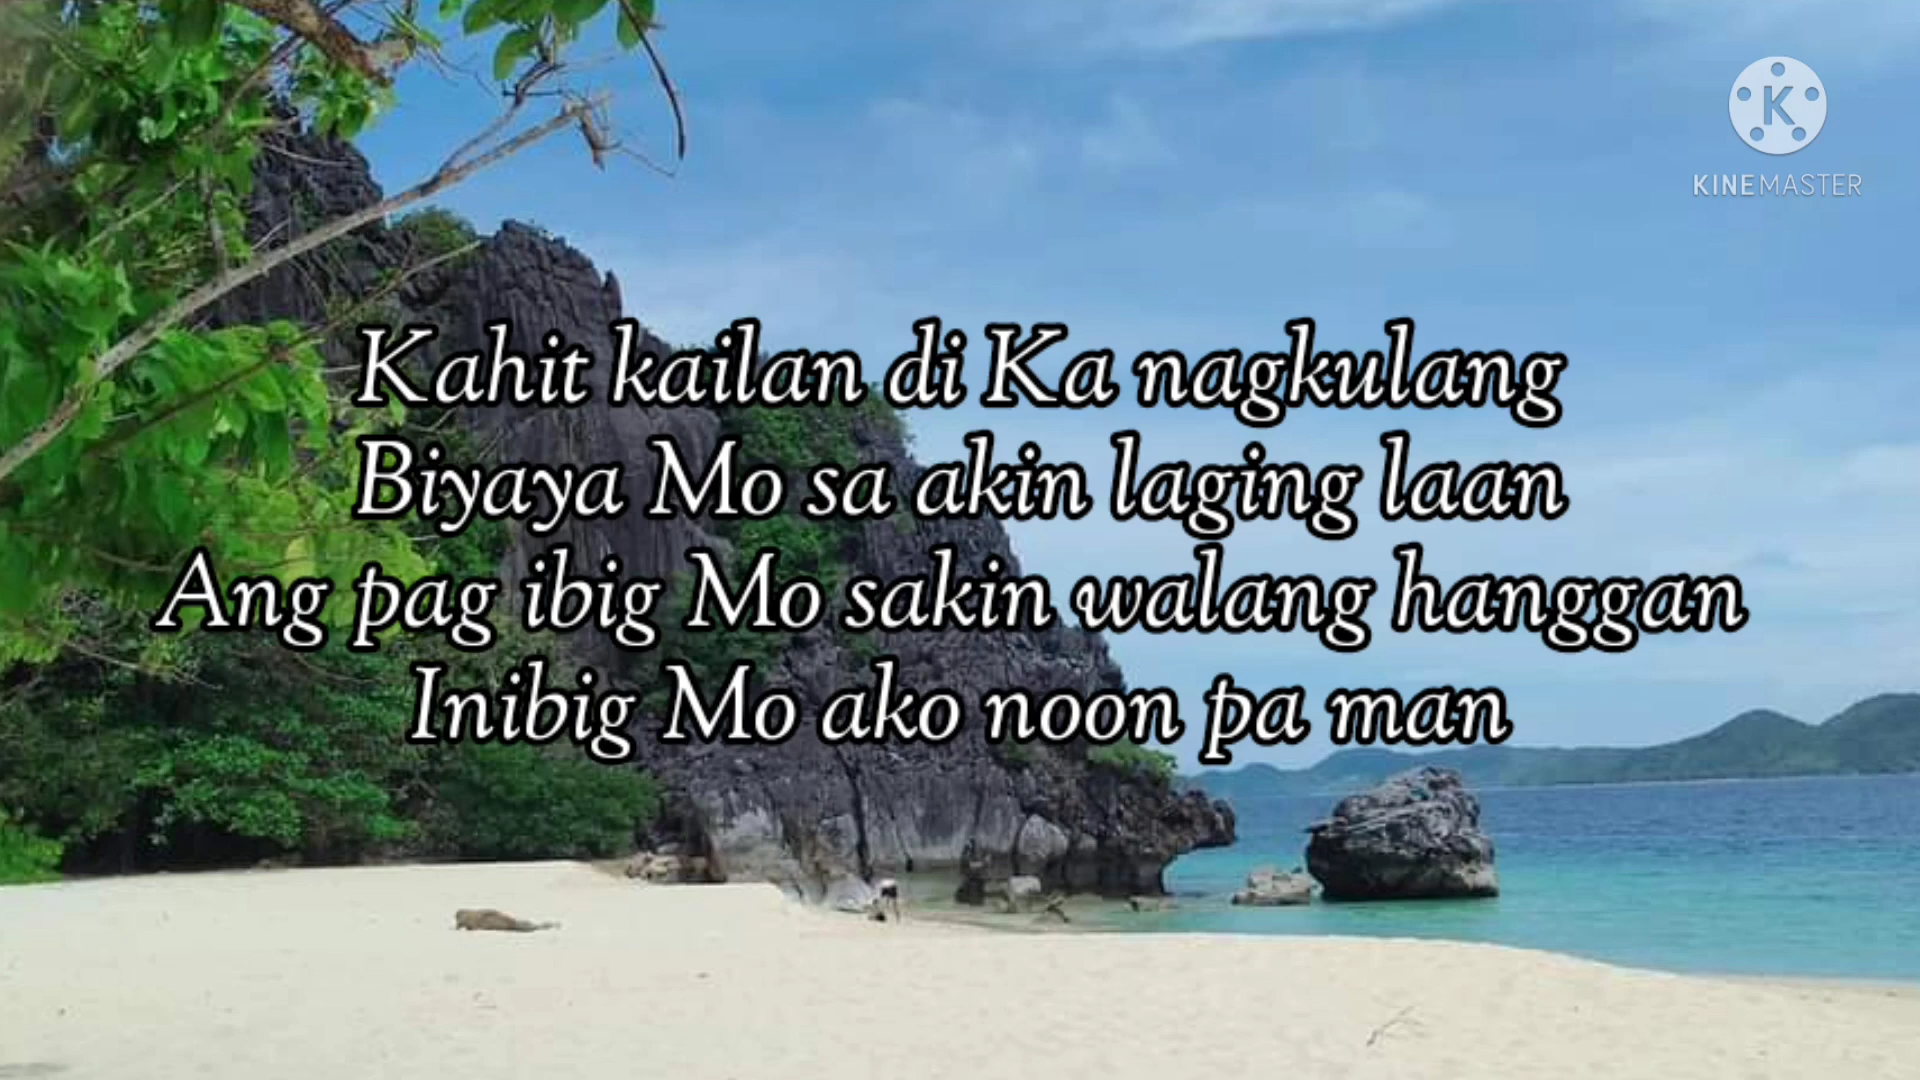 K
KINEMASTER
Kahit kailan di Ka nagkulang
Biyaya Mo sa akin laging laan
Ang pag ibig Mo sakin walang hanggan
Inibig Mo ako noon pa man